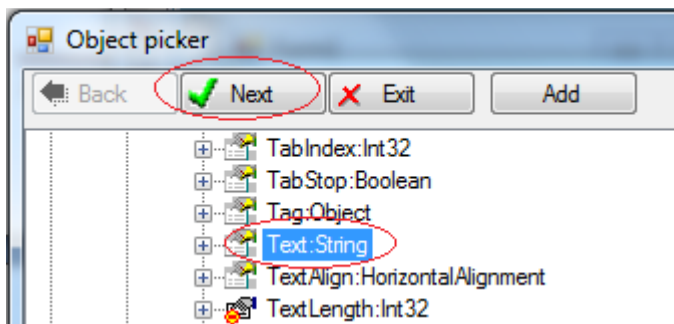 Object picker
Back Next Exit Add
TabIndex:Int32
TabStop:Boolean
Tag:Object
Text:String
TextAlign:HorizontalAlignment
TextLength:Int32